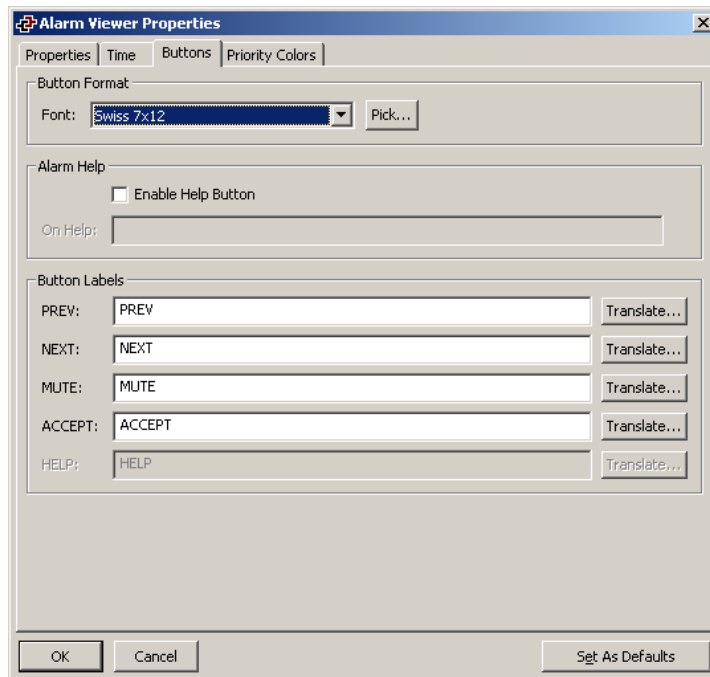 Alarm Viewer Properties
Properties Time Buttons Priority Colors
Button Format
Font: Swiss 7x12 Pick...
Alarm Help
Enable Help Button
On Help:
Button Labels
PREV: PREV Translate...
NEXT: NEXT Translate...
MUTE: MUTE Translate...
ACCEPT: ACCEPT Translate...
HELP: HELP Translate...
OK Cancel Set As Defaults